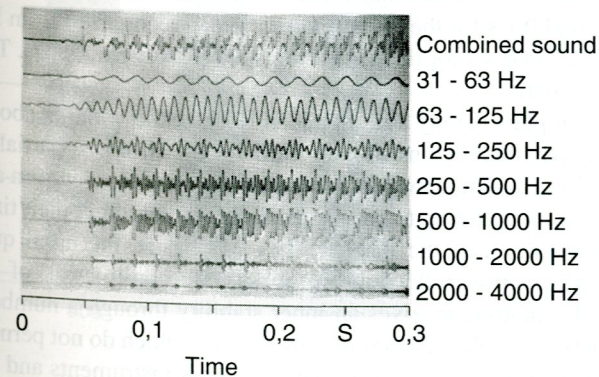 Combined sound
31 - 63 Hz
63 - 125 Hz
125 - 250 Hz
250 - 500 Hz
500 - 1000 Hz
1000 - 2000 Hz
2000 - 4000 Hz
0 0,1 0,2 S 0,3
Time